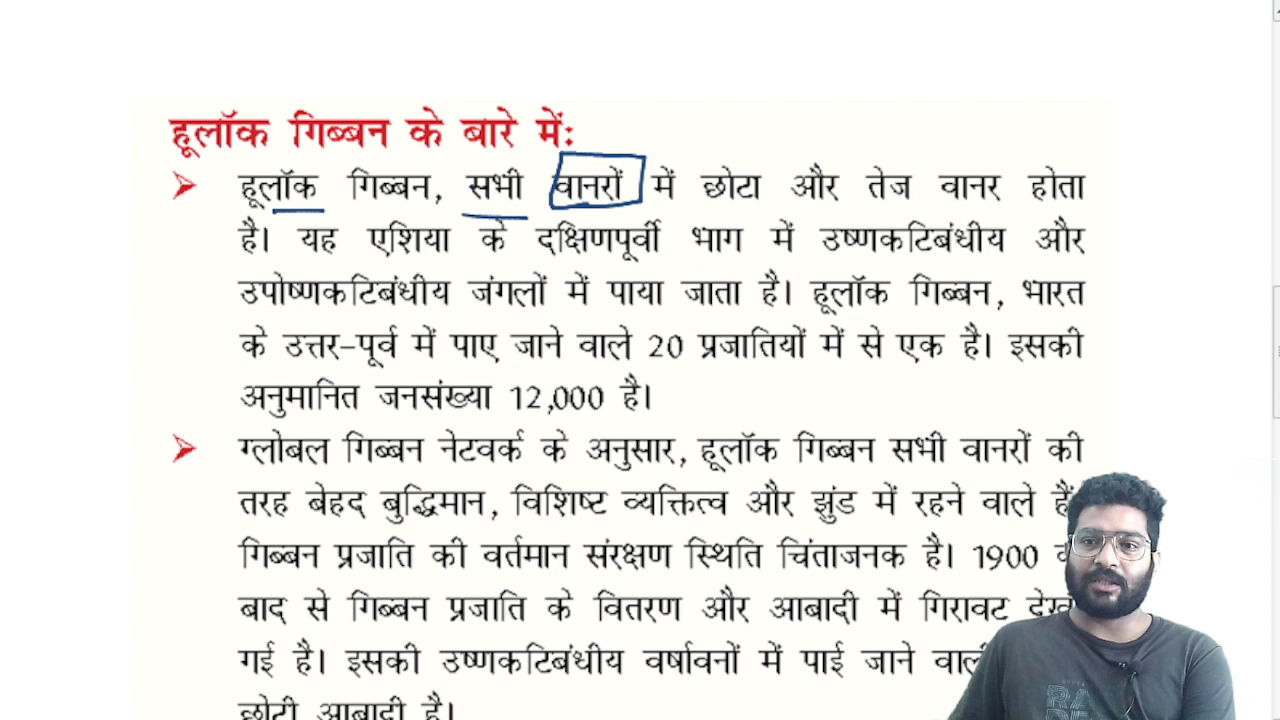 हूलॉक गिब्बन के बारे में:
हूलॉक गिब्बन, सभी वानरों में छोटा और तेज वानर होता
है। यह एशिया के दक्षिणपूर्वी भाग में उष्णकटिबंधीय और
उपोष्णकटिबंधीय जंगलों में पाया जाता है। हूलॉक गिब्बन, भारत
के उत्तर-पूर्व में पाए जाने वाले 20 प्रजातियों में से एक है। इसकी
अनुमानित जनसंख्या 12,000 है।
ग्लोबल गिब्बन नेटवर्क के अनुसार, हूलॉक गिब्बन सभी वानरों की
तरह बेहद बुद्धिमान, विशिष्ट व्यक्तित्व और झुंड में रहने वाले हैं
गिब्बन प्रजाति की वर्तमान संरक्षण स्थिति चिंताजनक है। 1900
बाद से गिब्बन प्रजाति के वितरण और आबादी में गिरावट
गई है। इसकी उष्णकटिबंधीय वर्षावनों में पाई जाने
छोटी आबादी है।